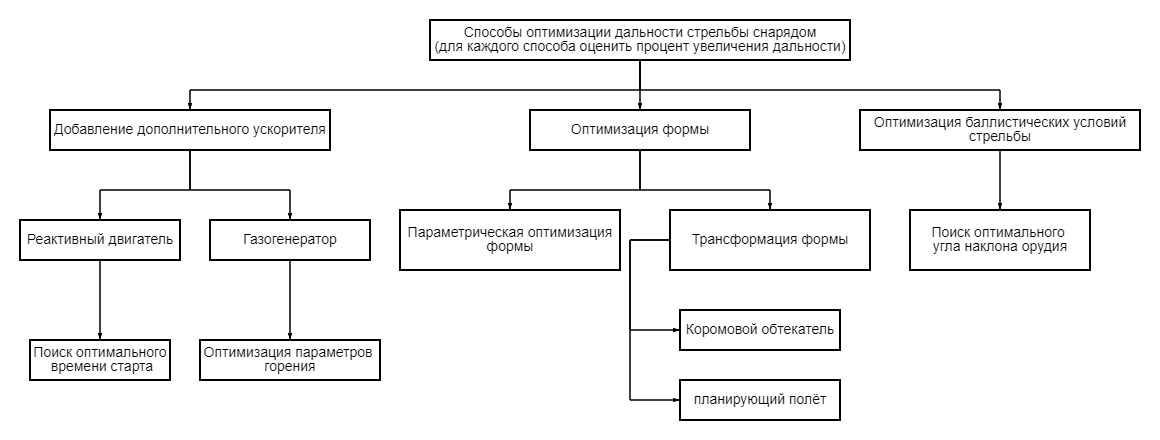 Способы оптимизации дальности стрельбы снарядом
(для каждого способа оценить процент увеличения дальности)
Добавление дополнительного ускорителя
Оптимизация формы
Оптимизация баллистических условий
стрельбы
Реактивный двигатель
Газогенератор
Параметрическая оптимизация
формы
Трансформация формы
Поиск оптимального
угла наклона орудия
Коромовой обтекатель
Поиск оптимального
времени старта
Оптимизация параметров
горения
планирующий полёт